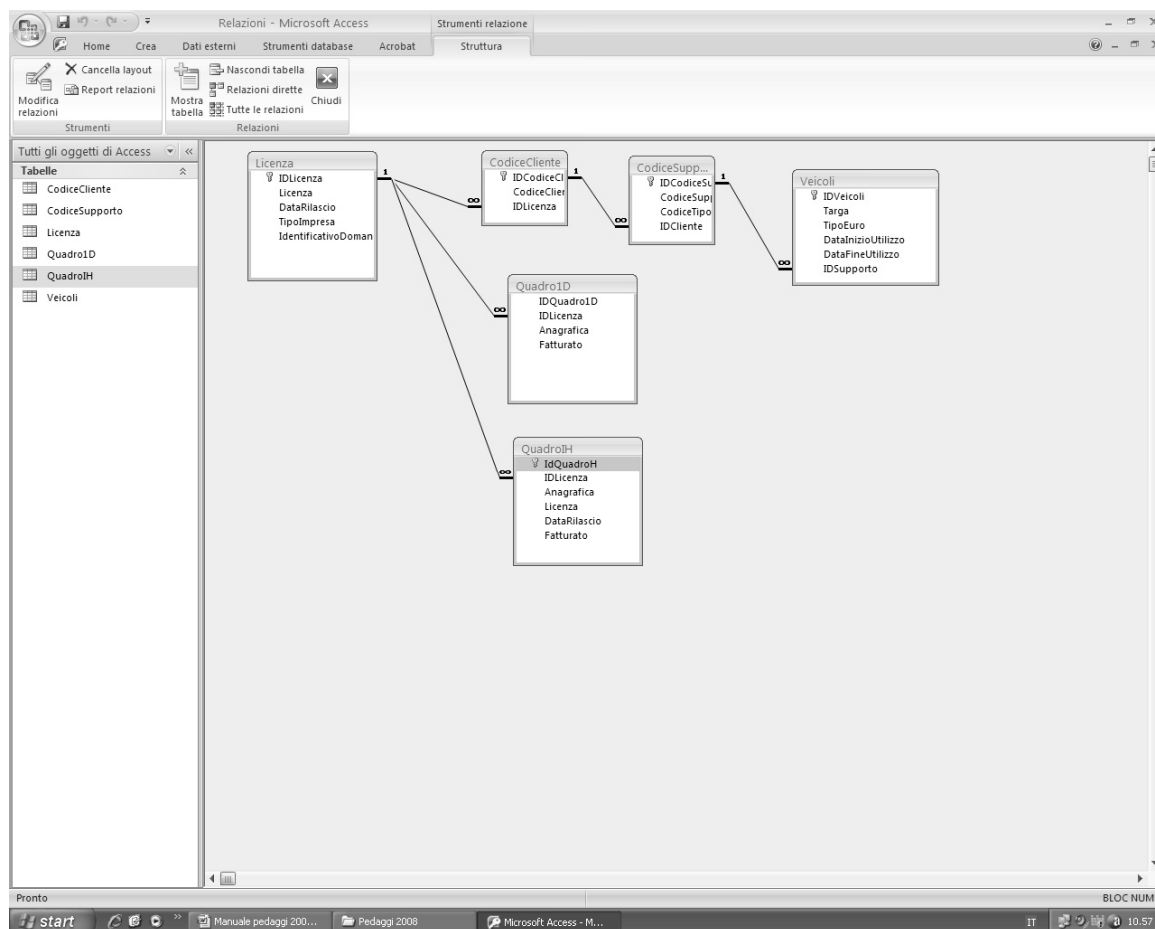 Relazioni - Microsoft Access
Strumenti relazione
Home Crea Dati esterni Strumenti database Acrobat Struttura
Modifica relazioni
Cancella layout
Report relazioni
Strumenti
Mostra tabella
Nascondi tabella
Relazioni dirette
Tutte le relazioni
Chiudi
Relazioni
Tutti gli oggetti di Access
Tabelle
CodiceCliente
CodiceSupporto
Licenza
Quadro1D
QuadroIH
Veicoli
Licenza
IDLicenza
Licenza
DataRilascio
TipoImpresa
IdentificativoDoman
1
∞
CodiceCliente
IDCodiceCl
CodiceClier
IDLicenza
1
∞
CodiceSupp...
IDCodiceSu
CodiceSupp
CodiceTipo
IDCliente
1
∞
Veicoli
IDVeicoli
Targa
TipoEuro
DataInizioUtilizzo
DataFineUtilizzo
IDSupporto
∞
Quadro1D
IDQuadro1D
IDLicenza
Anagrafica
Fatturato
∞
QuadroIH
IdQuadroH
IDLicenza
Anagrafica
Licenza
DataRilascio
Fatturato
Pronto
BLOC NUM
start
Manuale pedaggi 200...
Pedaggi 2008
Microsoft Access - M...
IT
10.57